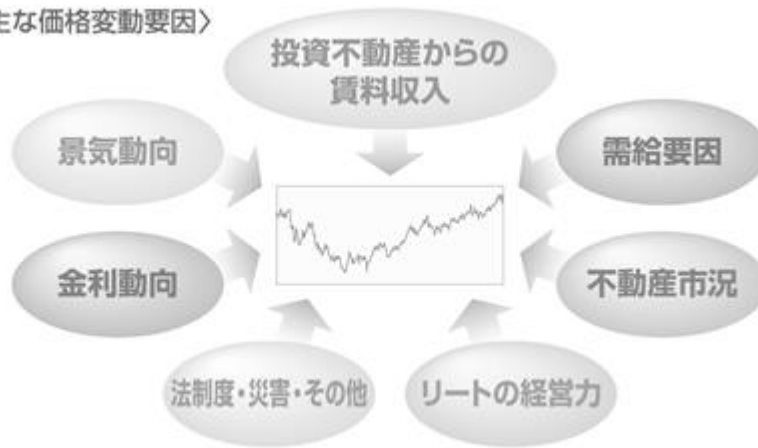 主な価格変動要因〉
投資不動産からの
賃料収入
景気動向
需給要因
金利動向
不動産市況
法制度・災害・その他
リートの経営力